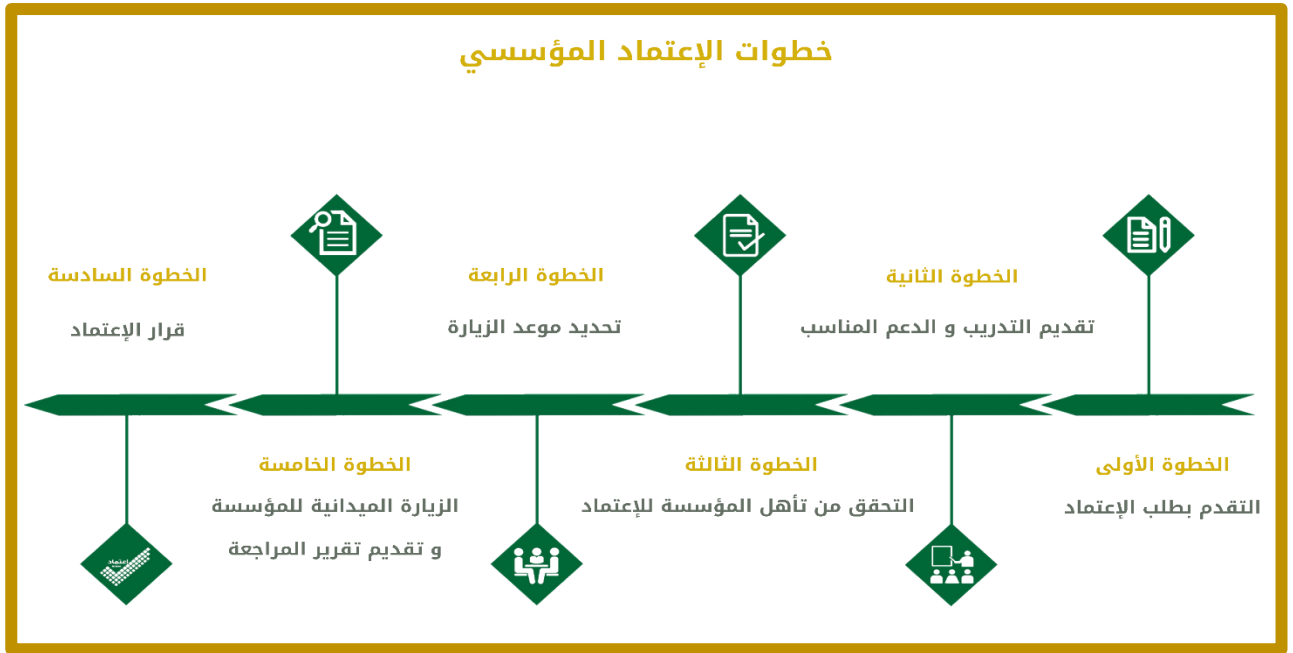 خطوات الإعتماد المؤسسي
الخطوة الأولى
التقدم بطلب الإعتماد
الخطوة الثانية
تقديم التدريب و الدعم المناسب
الخطوة الثالثة
التحقق من تأهل المؤسسة للإعتماد
الخطوة الرابعة
تحديد موعد الزيارة
الخطوة الخامسة
الزيارة الميدانية للمؤسسة
و تقديم تقرير المراجعة
الخطوة السادسة
قرار الإعتماد
إعتماد